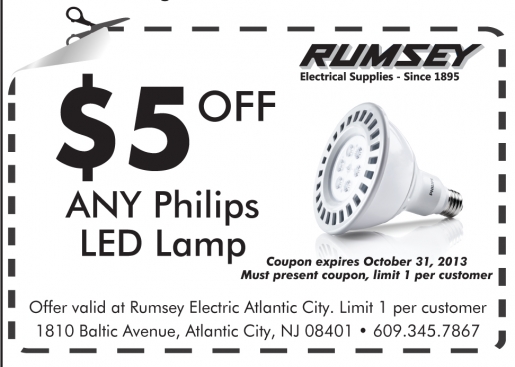 RUMSEY
Electrical Supplies - Since 1895
$5 OFF
ANY Philips
LED Lamp
PHILIPS
Coupon expires October 31, 2013
Must present coupon, limit 1 per customer
Offer valid at Rumsey Electric Atlantic City. Limit 1 per customer
1810 Baltic Avenue, Atlantic City, NJ 08401 • 609.345.7867